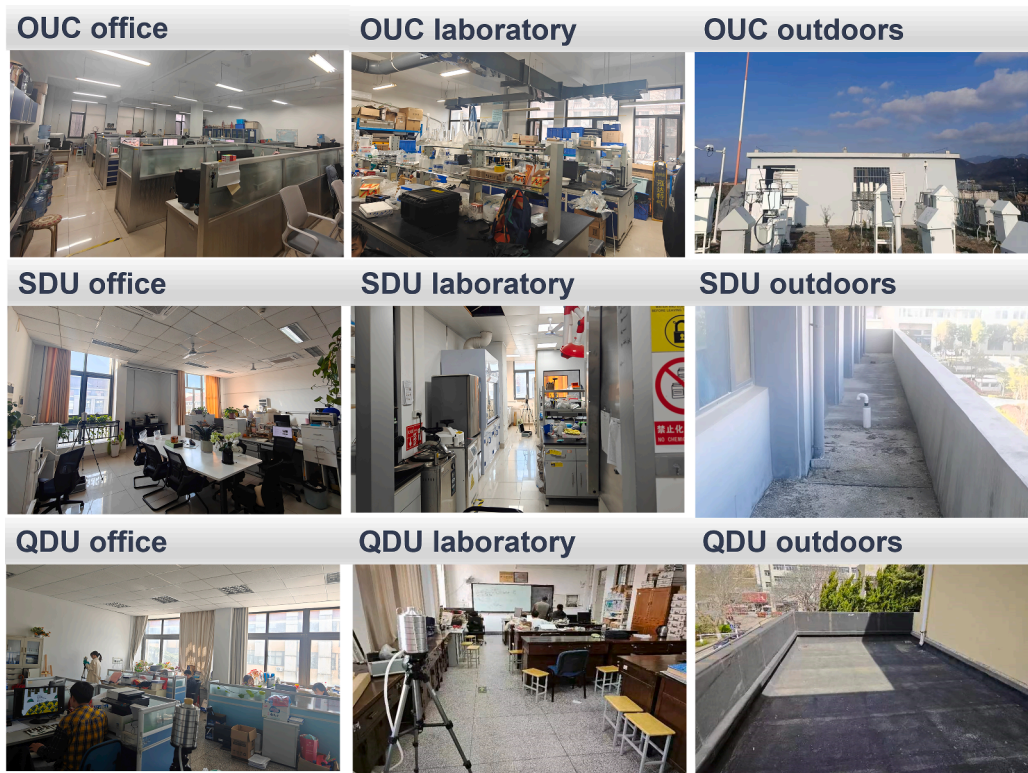 OUC office
OUC laboratory
OUC outdoors
SDU office
SDU laboratory
SDU outdoors
禁止化
NO CHEMI
QDU office
QDU laboratory
QDU outdoors